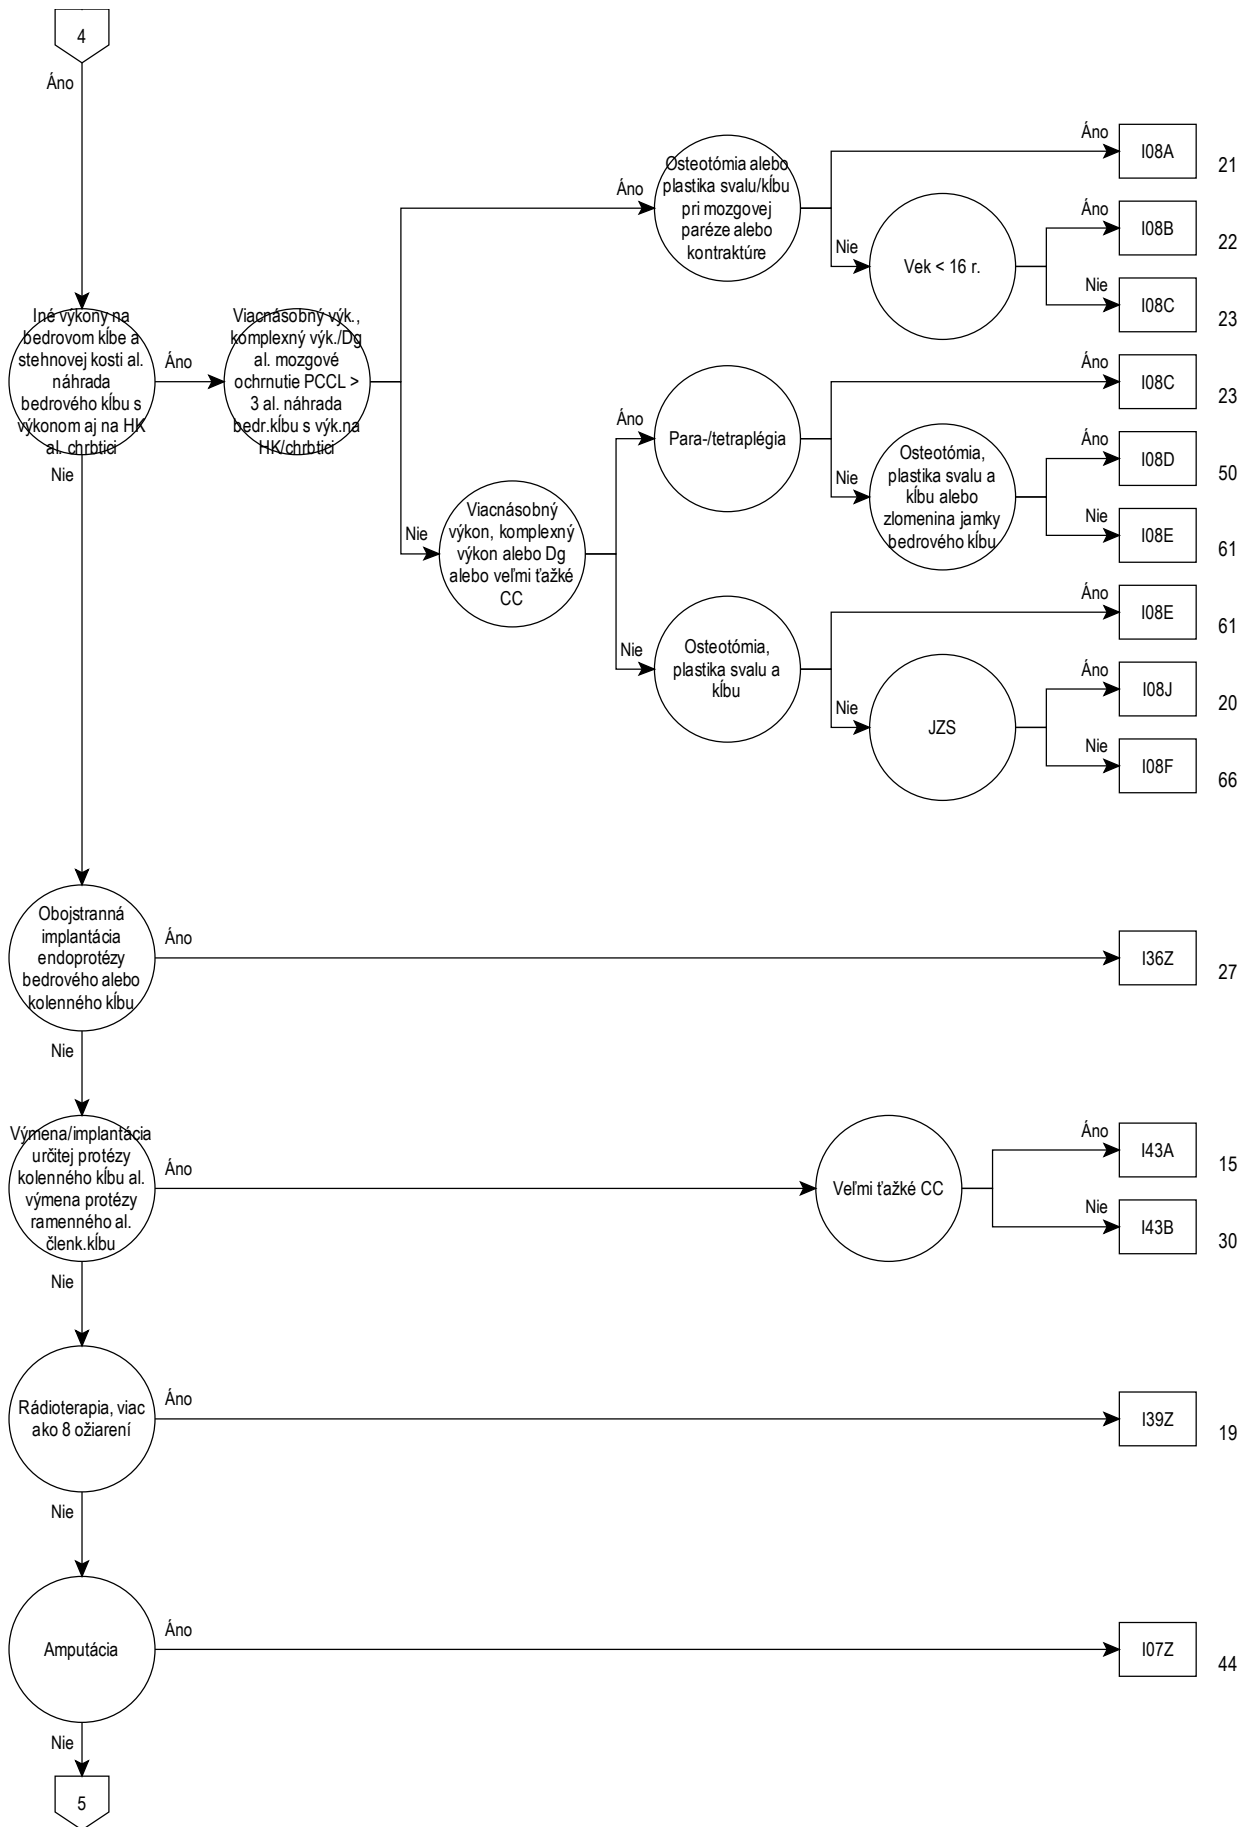 4
Áno
Iné výkony na
bedrovom kĺbe a
stehnovej kosti al.
náhrada
bedrového kĺbu s
výkonom aj na HK
al. chrbtici
Áno
Nie
Viacnásobný výk.,
komplexný výk./Dg
al. mozgové
ochrnutie PCCL >
3 al. náhrada
bedr.kĺbu s výk.na
HK/chrbtici
Áno
Osteotómia alebo
plastika svalu/kĺbu
pri mozgovej
paréze alebo
kontraktúre
Áno
I08A
21
Nie
Vek < 16 r.
Áno
I08B
22
Nie
I08C
23
Nie
Viacnásobný
výkon, komplexný
výkon alebo Dg
alebo veľmi ťažké
CC
Áno
Para-/tetraplégia
Áno
I08C
23
Nie
Osteotómia,
plastika svalu a
kĺbu alebo
zlomenina jamky
bedrového kĺbu
Áno
I08D
50
Nie
I08E
61
Nie
Osteotómia,
plastika svalu a
kĺbu
Áno
I08E
61
Nie
JZS
Áno
I08J
20
Nie
I08F
66
Obojstranná
implantácia
endoprotézy
bedrového alebo
kolenného kĺbu
Áno
I36Z
27
Nie
Výmena/implantácia
určitej protézy
kolenného kĺbu al.
výmena protézy
ramenného al.
členk.kĺbu
Áno
Veľmi ťažké CC
Áno
I43A
15
Nie
I43B
30
Nie
Rádioterapia, viac
ako 8 ožiarení
Áno
I39Z
19
Nie
Amputácia
Áno
I07Z
44
Nie
5